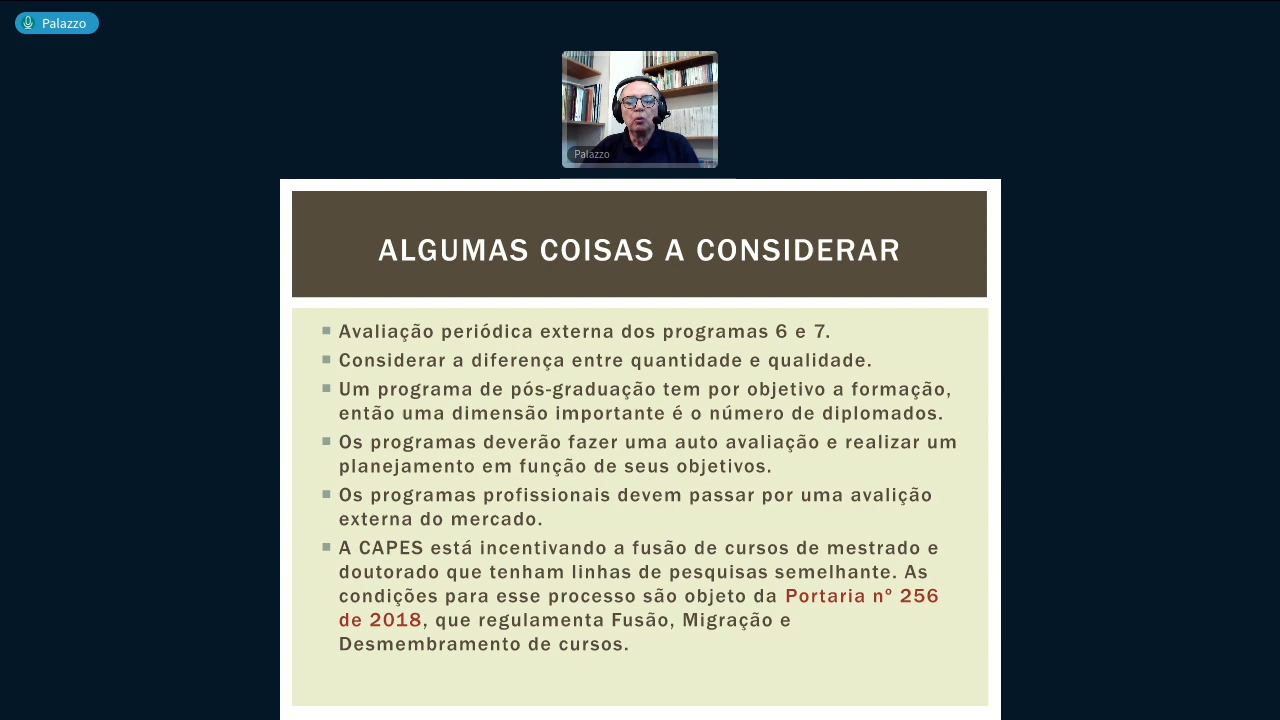 Palazzo
Palazzo
ALGUMAS COISAS A CONSIDERAR
Avaliação periódica externa dos programas 6 e 7.
Considerar a diferença entre quantidade e qualidade.
Um programa de pós-graduação tem por objetivo a formação,
então uma dimensão importante é o número de diplomados.
Os programas deverão fazer uma auto avaliação e realizar um
planejamento em função de seus objetivos.
Os programas profissionais devem passar por uma avalição
externa do mercado.
A CAPES está incentivando a fusão de cursos de mestrado e
doutorado que tenham linhas de pesquisas semelhante. As
condições para esse processo são objeto da Portaria nº 256
de 2018, que regulamenta Fusão, Migração e
Desmembramento de cursos.